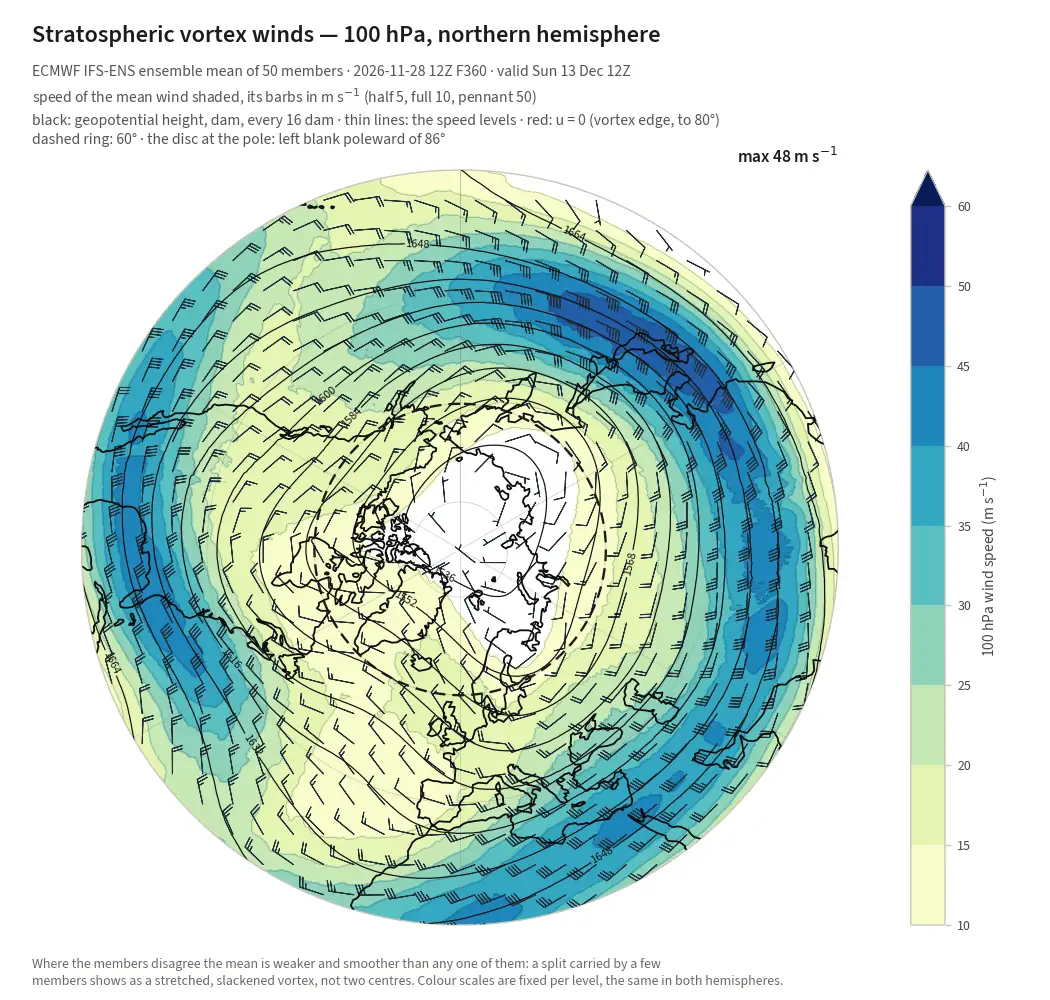 Stratospheric vortex winds — 100 hPa, northern hemisphere
ECMWF IFS-ENS ensemble mean of 50 members · 2026-11-28 12Z F360 · valid Sun 13 Dec 12Z
speed of the mean wind shaded, its barbs in m s⁻¹ (half 5, full 10, pennant 50)
black: geopotential height, dam, every 16 dam · thin lines: the speed levels · red: u = 0 (vortex edge, to 80°)
dashed ring: 60° · the disc at the pole: left blank poleward of 86°
max 48 m s⁻¹
1664
1648
1600
1584
1568
1552
1616
1664
1648
60
50
45
40
35
30
25
20
15
10
100 hPa wind speed (m s⁻¹)
Where the members disagree the mean is weaker and smoother than any one of them: a split carried by a few
members shows as a stretched, slackened vortex, not two centres. Colour scales are fixed per level, the same in both hemispheres.